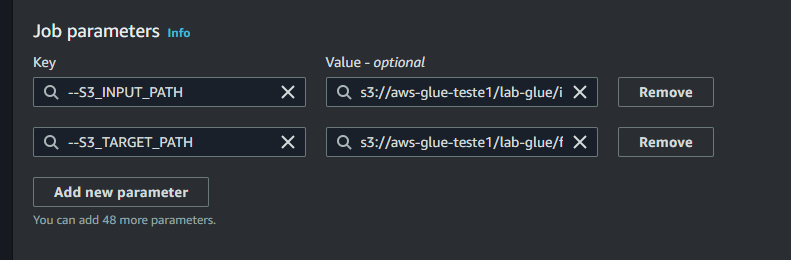 Job parameters Info
Key Value - optional
--S3_INPUT_PATH s3://aws-glue-teste1/lab-glue/i Remove
--S3_TARGET_PATH s3://aws-glue-teste1/lab-glue/f Remove
Add new parameter
You can add 48 more parameters.